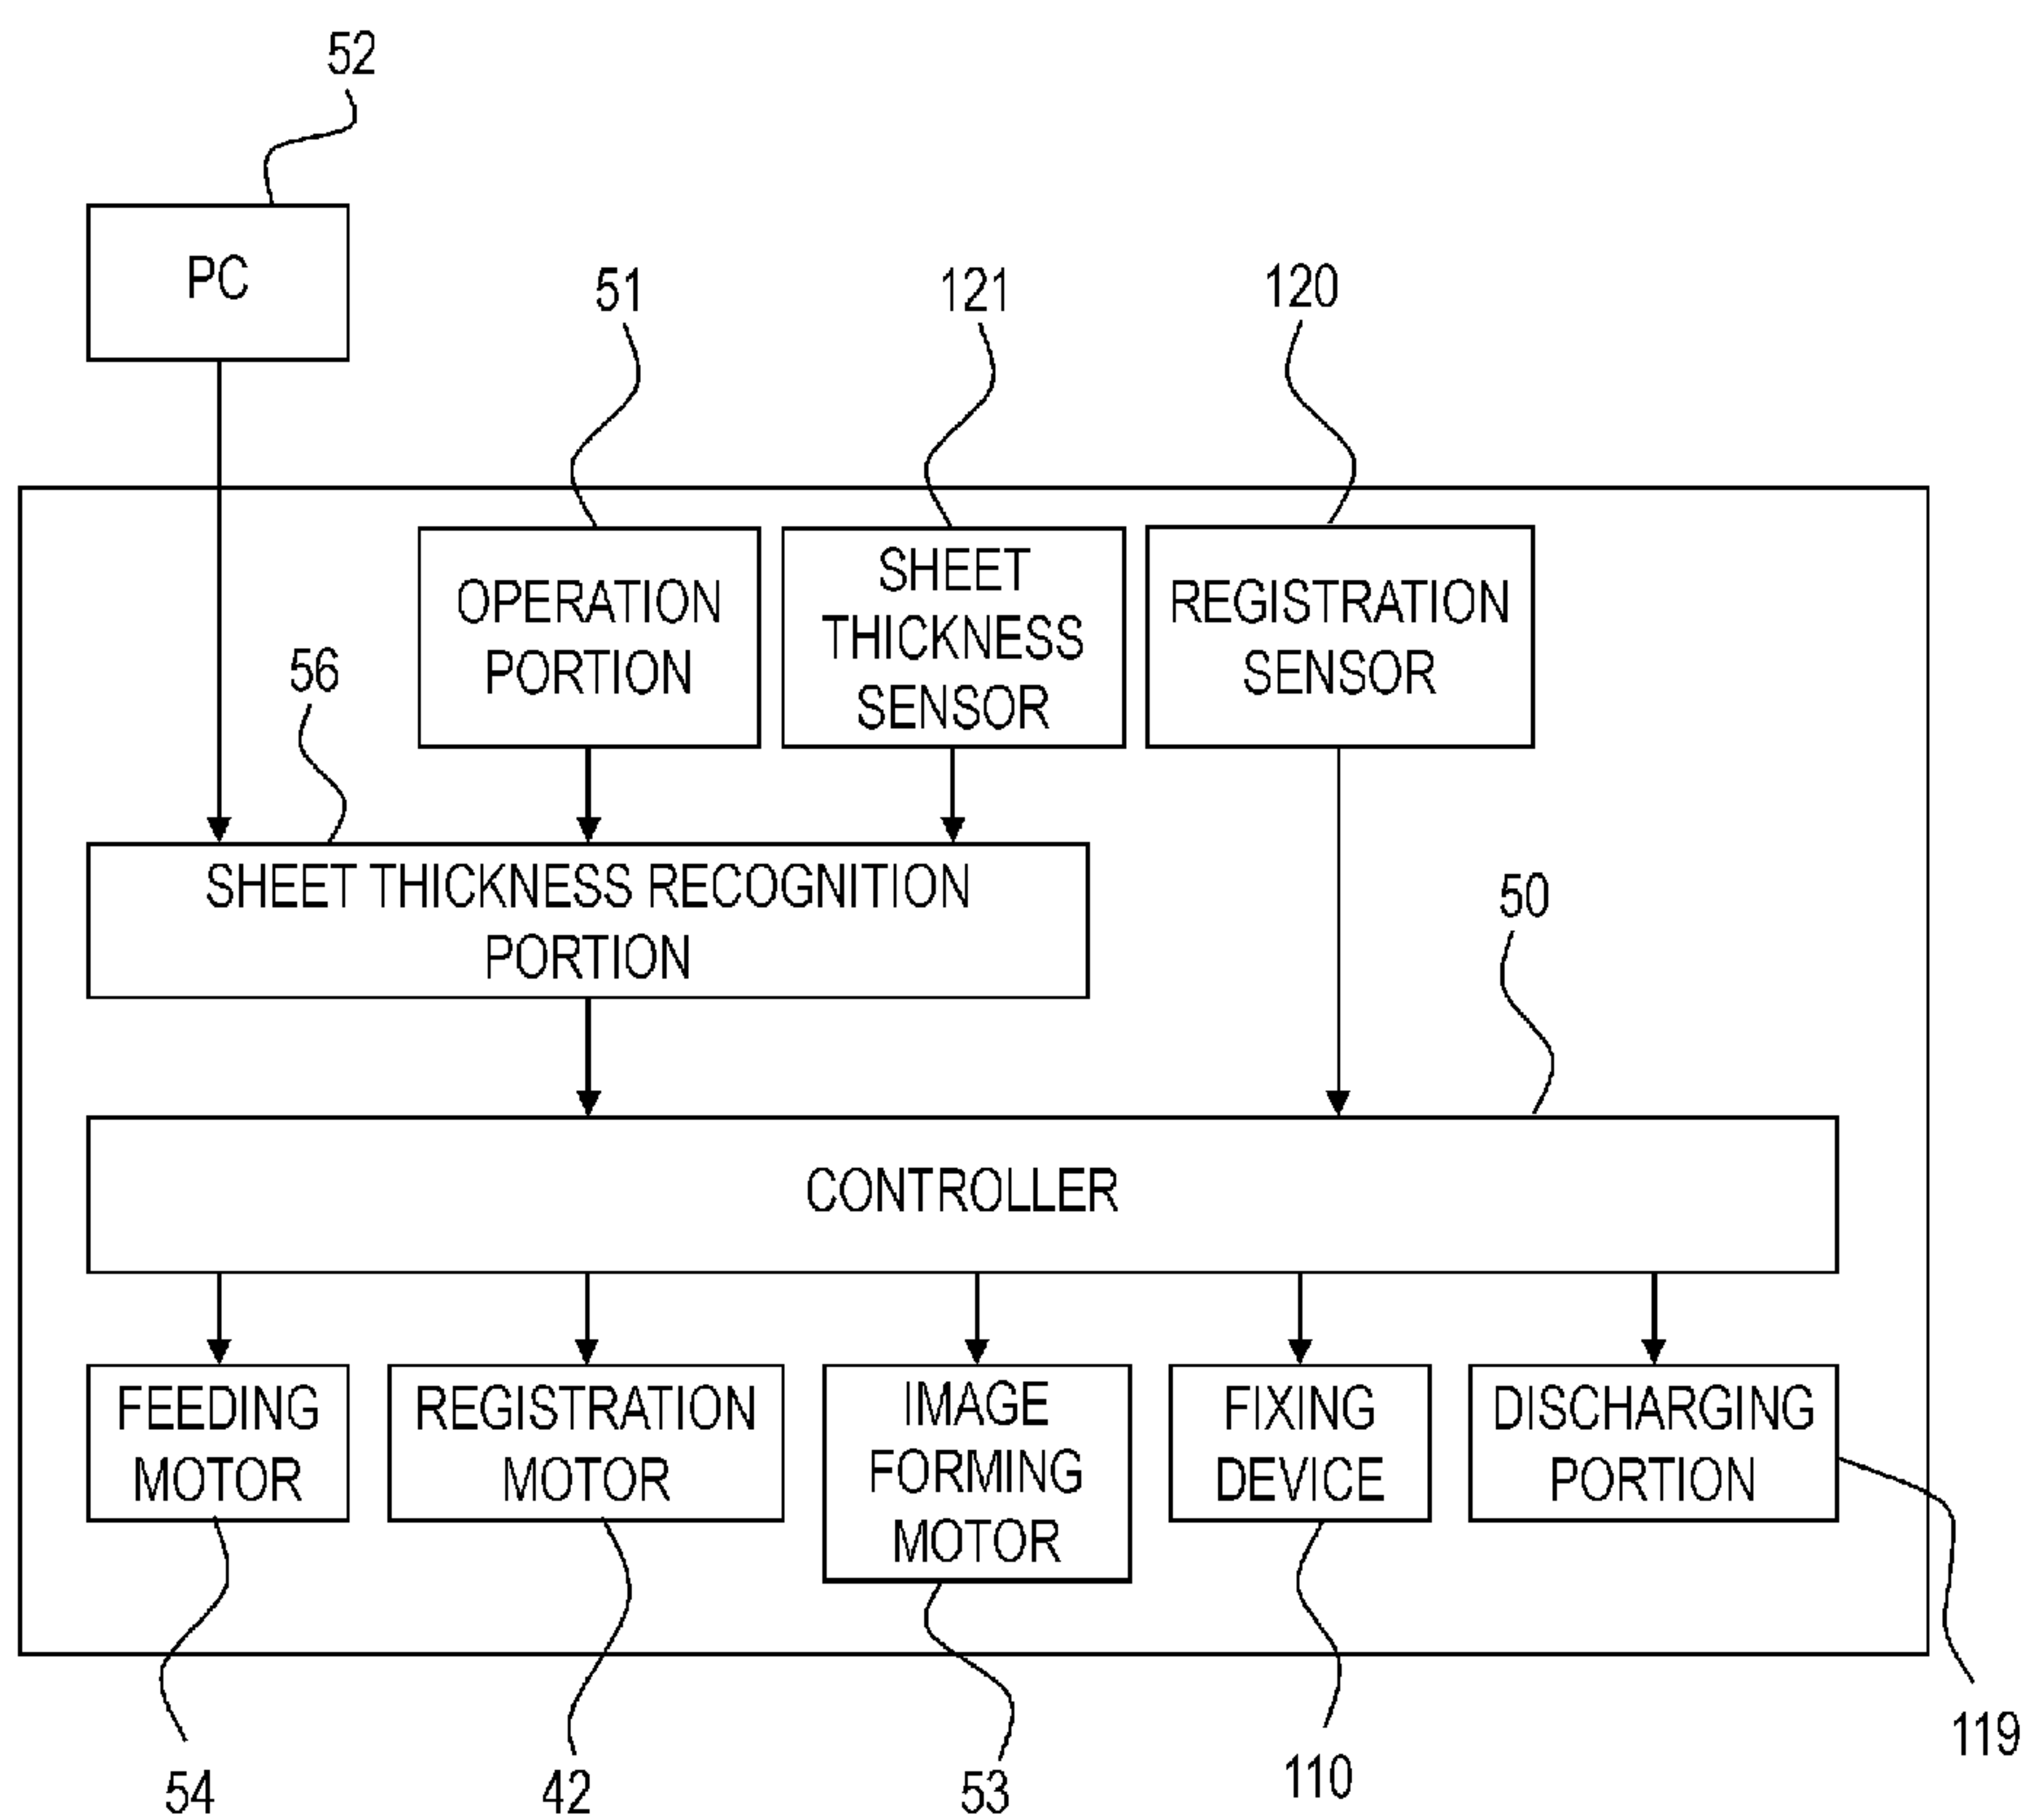 52
PC
51
121
120
OPERATION
PORTION
SHEET
THICKNESS
SENSOR
REGISTRATION
SENSOR
56
SHEET THICKNESS RECOGNITION
PORTION
50
CONTROLLER
FEEDING
MOTOR
REGISTRATION
MOTOR
IMAGE
FORMING
MOTOR
FIXING
DEVICE
DISCHARGING
PORTION
54
42
53
110
119